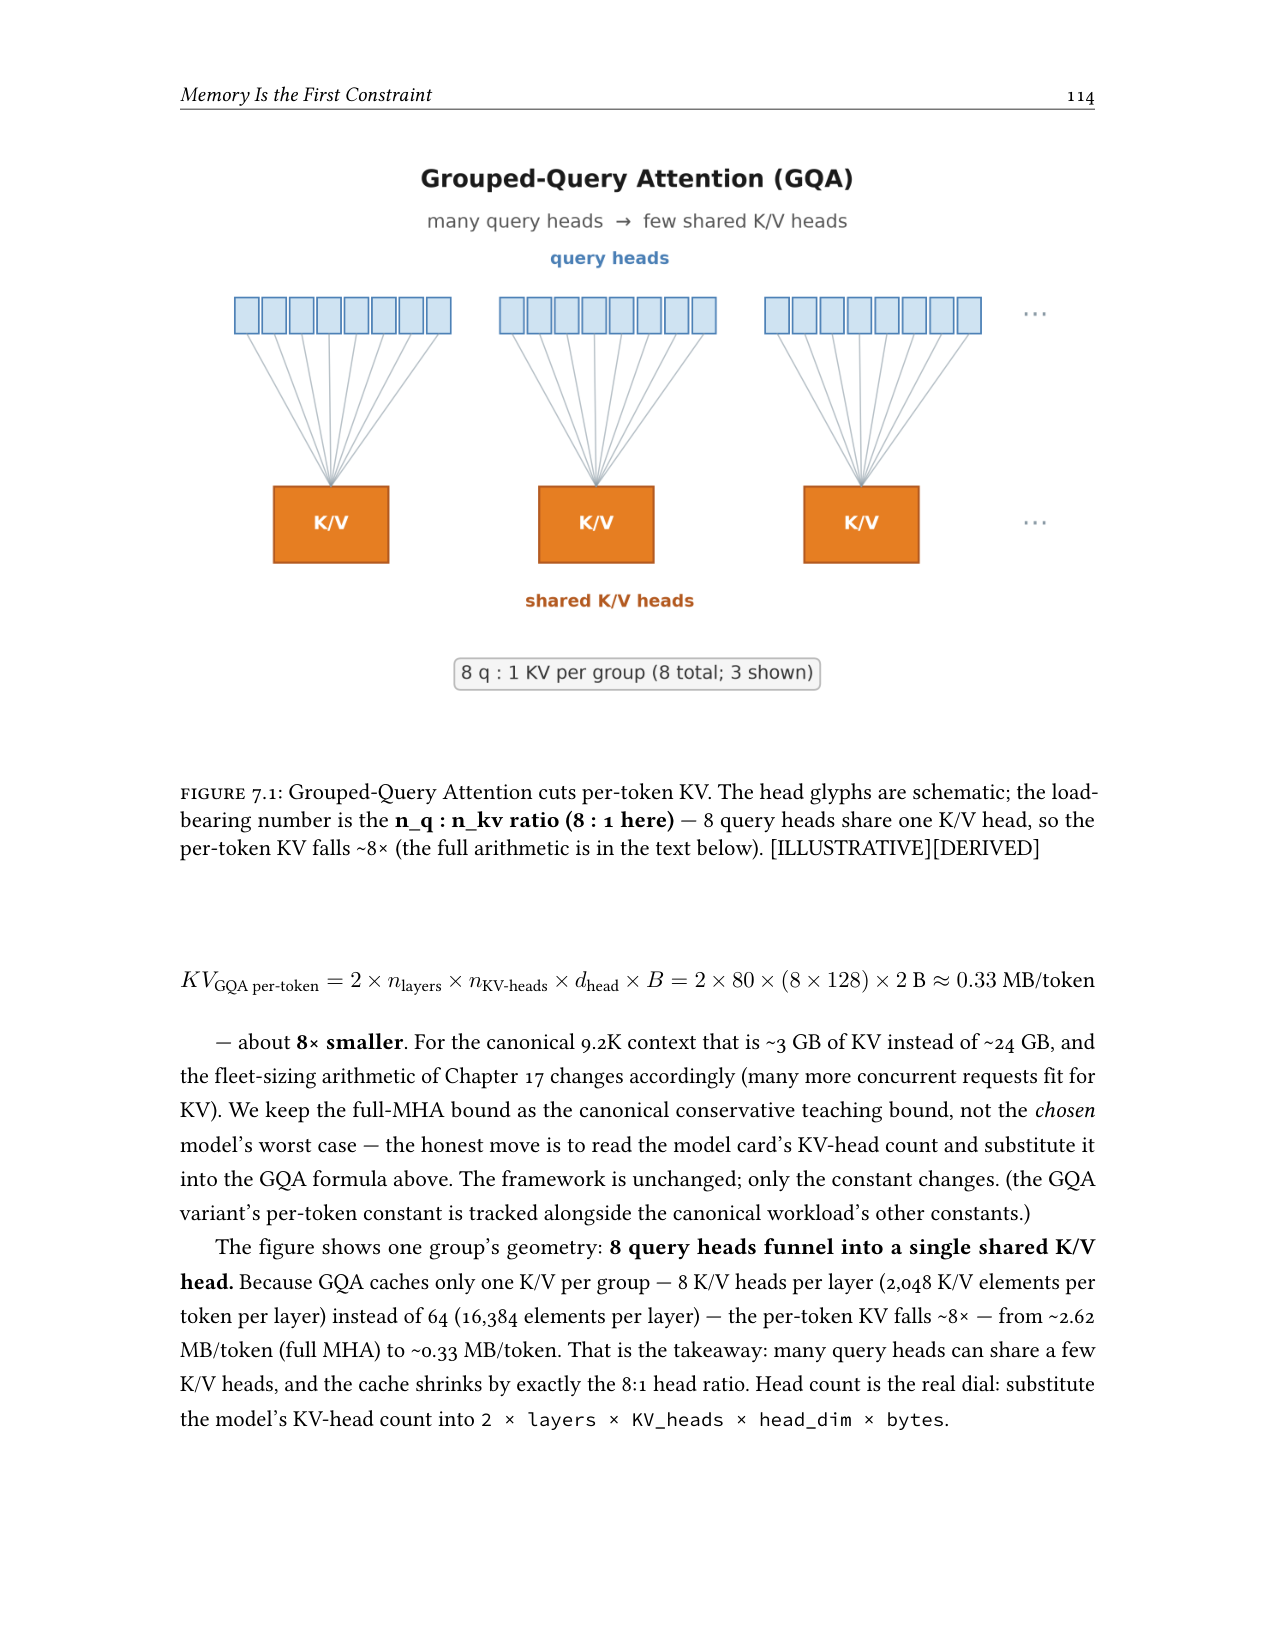 Memory Is the First Constraint 114
Grouped-Query Attention (GQA)
many query heads → few shared K/V heads
query heads
...
K/V K/V K/V ...
shared K/V heads
8 q : 1 KV per group (8 total; 3 shown)
FIGURE 7.1: Grouped-Query Attention cuts per-token KV. The head glyphs are schematic; the load-
bearing number is the n_q : n_kv ratio (8 : 1 here) — 8 query heads share one K/V head, so the
per-token KV falls ~8× (the full arithmetic is in the text below). [ILLUSTRATIVE][DERIVED]
KV_GQA per-token = 2 × n_layers × n_KV-heads × d_head × B = 2 × 80 × (8 × 128) × 2 B ≈ 0.33 MB/token
— about 8× smaller. For the canonical 9.2K context that is ~3 GB of KV instead of ~24 GB, and
the fleet-sizing arithmetic of Chapter 17 changes accordingly (many more concurrent requests fit for
KV). We keep the full-MHA bound as the canonical conservative teaching bound, not the chosen
model’s worst case — the honest move is to read the model card’s KV-head count and substitute it
into the GQA formula above. The framework is unchanged; only the constant changes. (the GQA
variant’s per-token constant is tracked alongside the canonical workload’s other constants.)
The figure shows one group’s geometry: 8 query heads funnel into a single shared K/V
head. Because GQA caches only one K/V per group — 8 K/V heads per layer (2,048 K/V elements per
token per layer) instead of 64 (16,384 elements per layer) — the per-token KV falls ~8× — from ~2.62
MB/token (full MHA) to ~0.33 MB/token. That is the takeaway: many query heads can share a few
K/V heads, and the cache shrinks by exactly the 8:1 head ratio. Head count is the real dial: substitute
the model’s KV-head count into 2 × layers × KV_heads × head_dim × bytes.